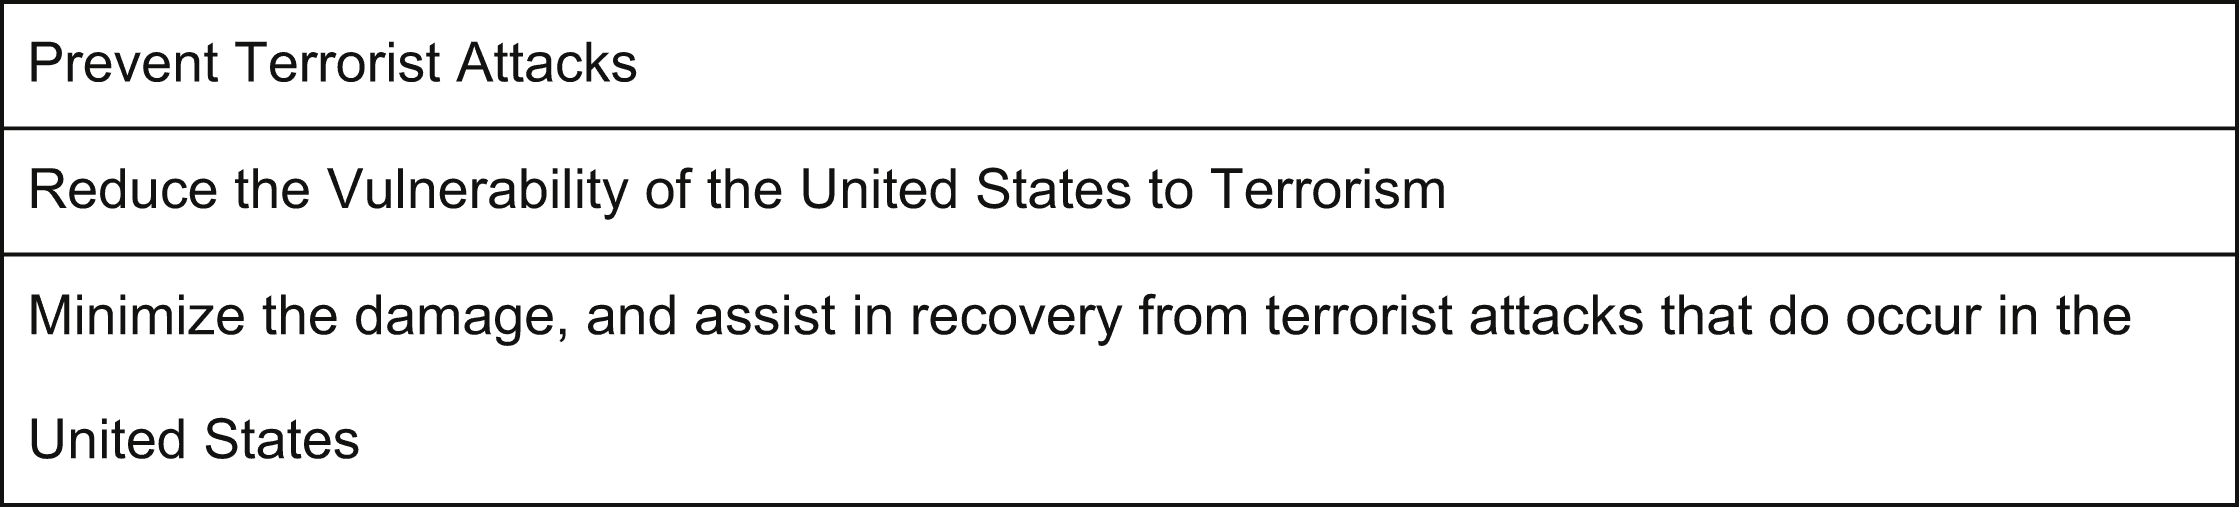 Prevent Terrorist Attacks
Reduce the Vulnerability of the United States to Terrorism
Minimize the damage, and assist in recovery from terrorist attacks that do occur in the
United States